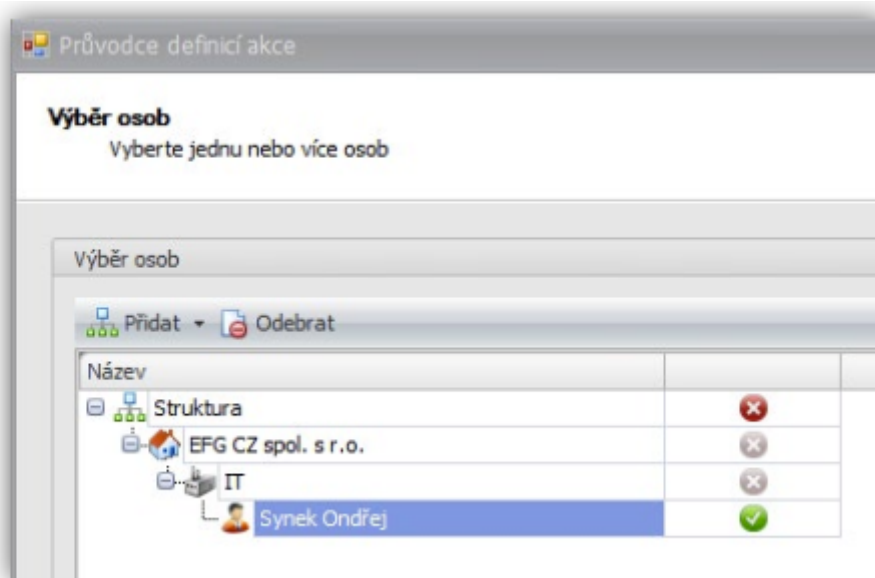 Průvodce definicí akce
Výběr osob
Vyberte jednu nebo více osob
Výběr osob
Přidat Odebrat
Název
Struktura
EFG CZ spol. s r.o.
IT
Synek Ondřej